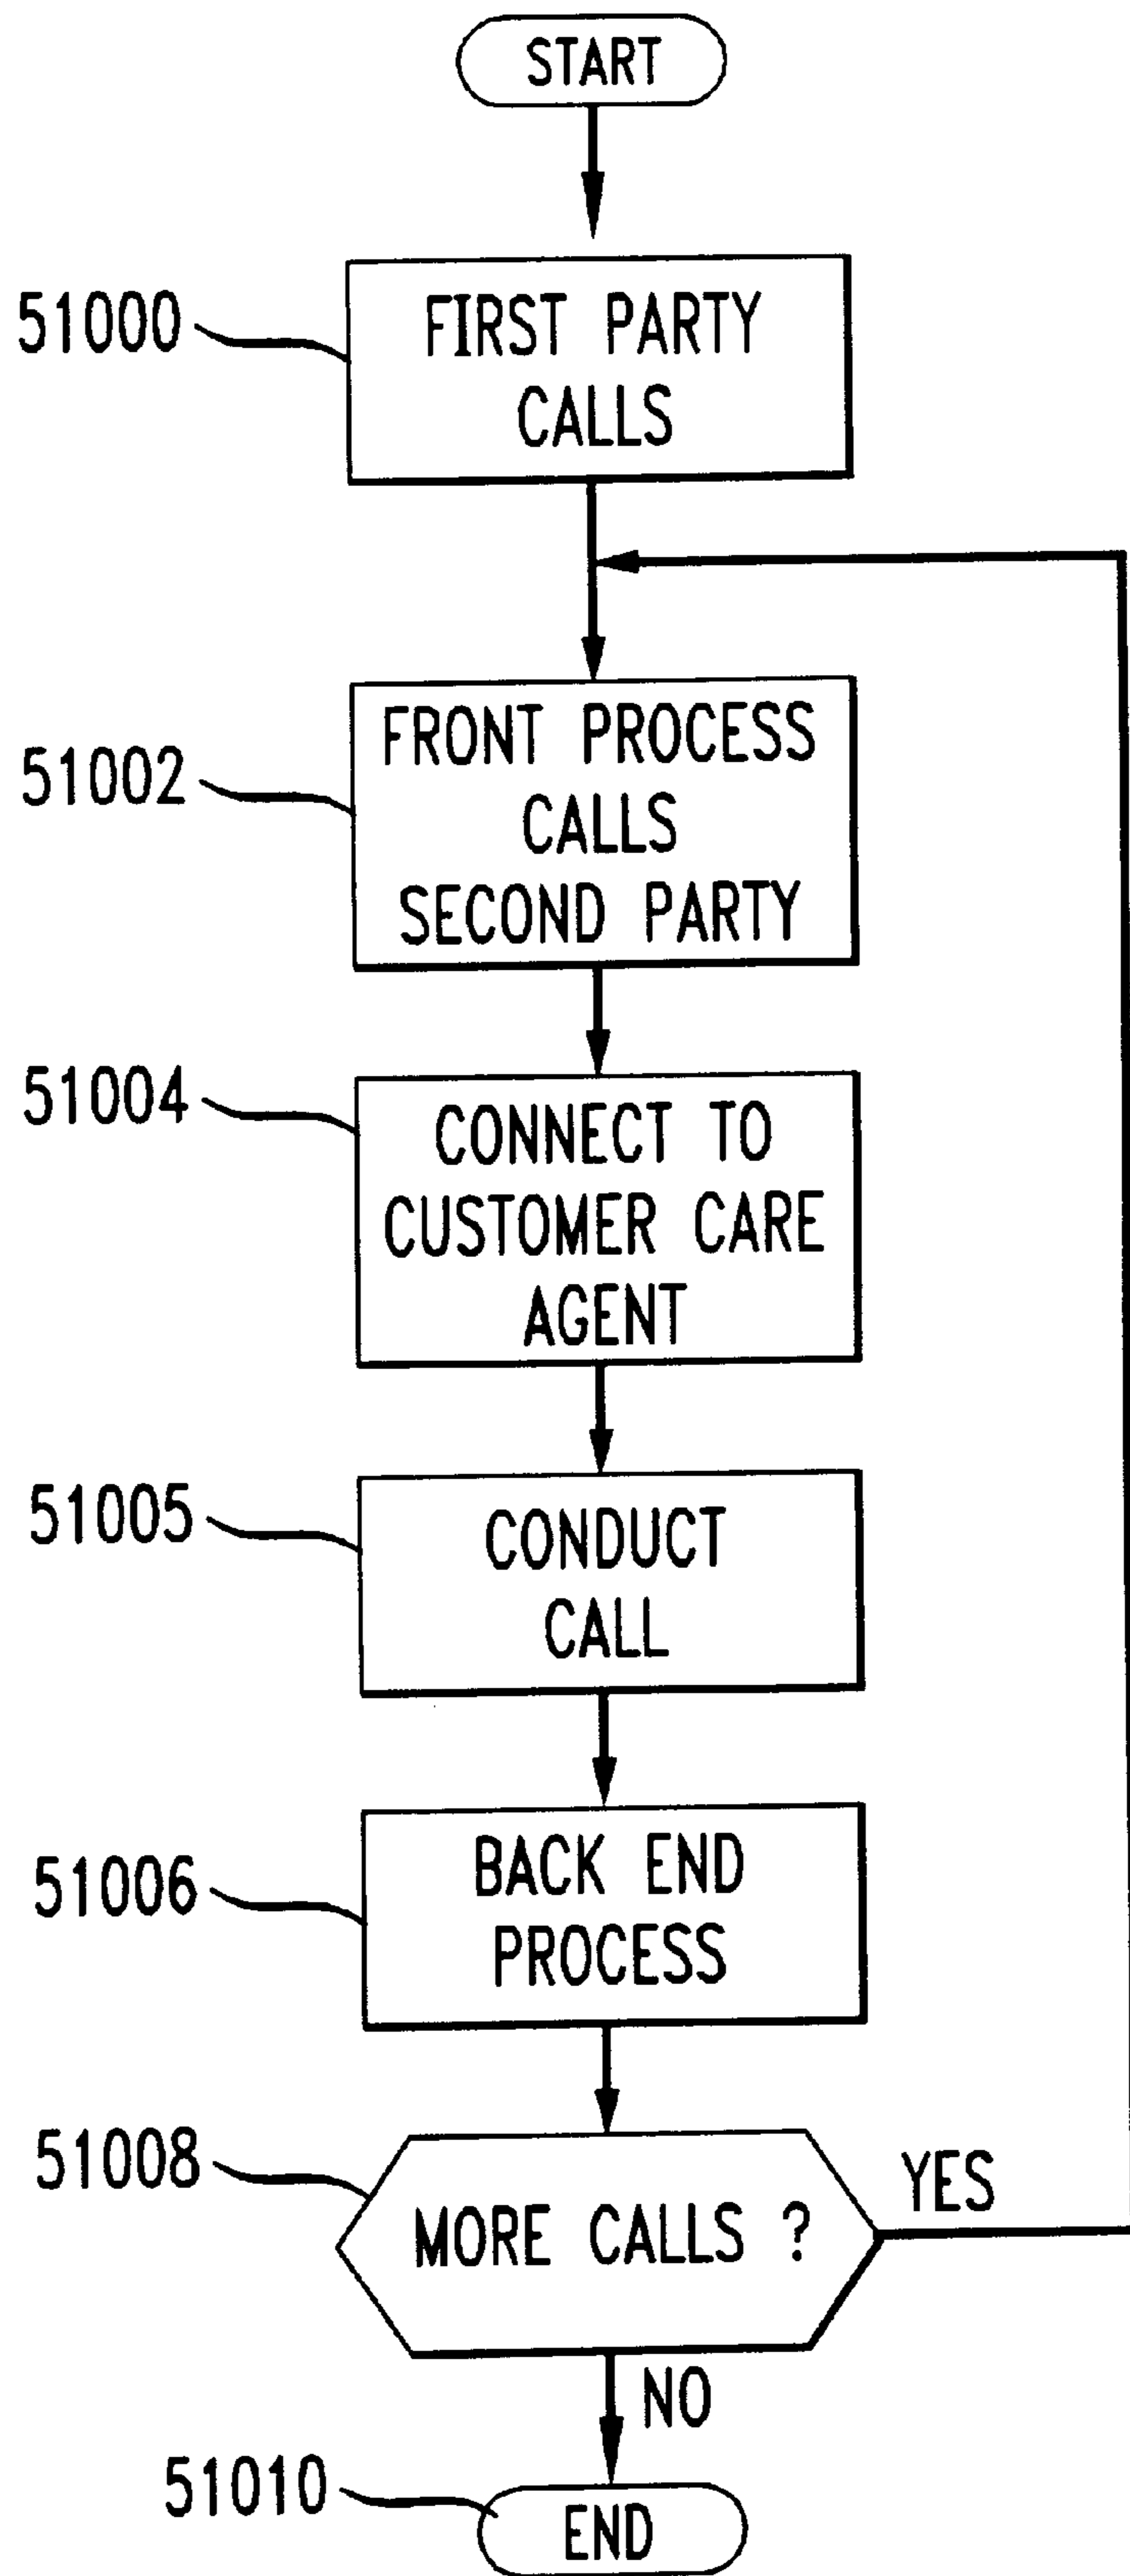 START
51000
FIRST PARTY
CALLS
51002
FRONT PROCESS
CALLS
SECOND PARTY
51004
CONNECT TO
CUSTOMER CARE
AGENT
51005
CONDUCT
CALL
51006
BACK END
PROCESS
51008
MORE CALLS ?
YES
NO
51010
END